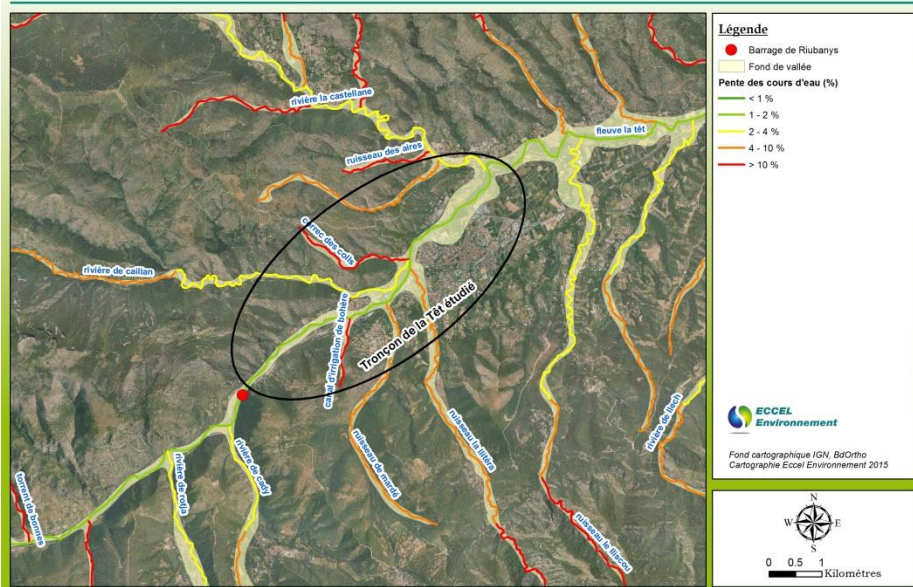 rivière la castellane
ruisseau des aires
fleuve la têt
correc des colls
rivière de caillan
canal d'irrigation de bohère
Tronçon de la Têt étudié
ruisseau de mardé
ruisseau la llitéra
rivière de llech
ruisseau le lliscou
rivière de cady
rivière de rotja
torrent de bonnes
Légende
Barrage de Riubanys
Fond de vallée
Pente des cours d'eau (%)
< 1 %
1 - 2 %
2 - 4 %
4 - 10 %
> 10 %
ECCEL
Environnement
Fond cartographique IGN, BdOrtho
Cartographie Eccel Environnement 2015
N
W E
S
0 0.5 1
Kilomètres